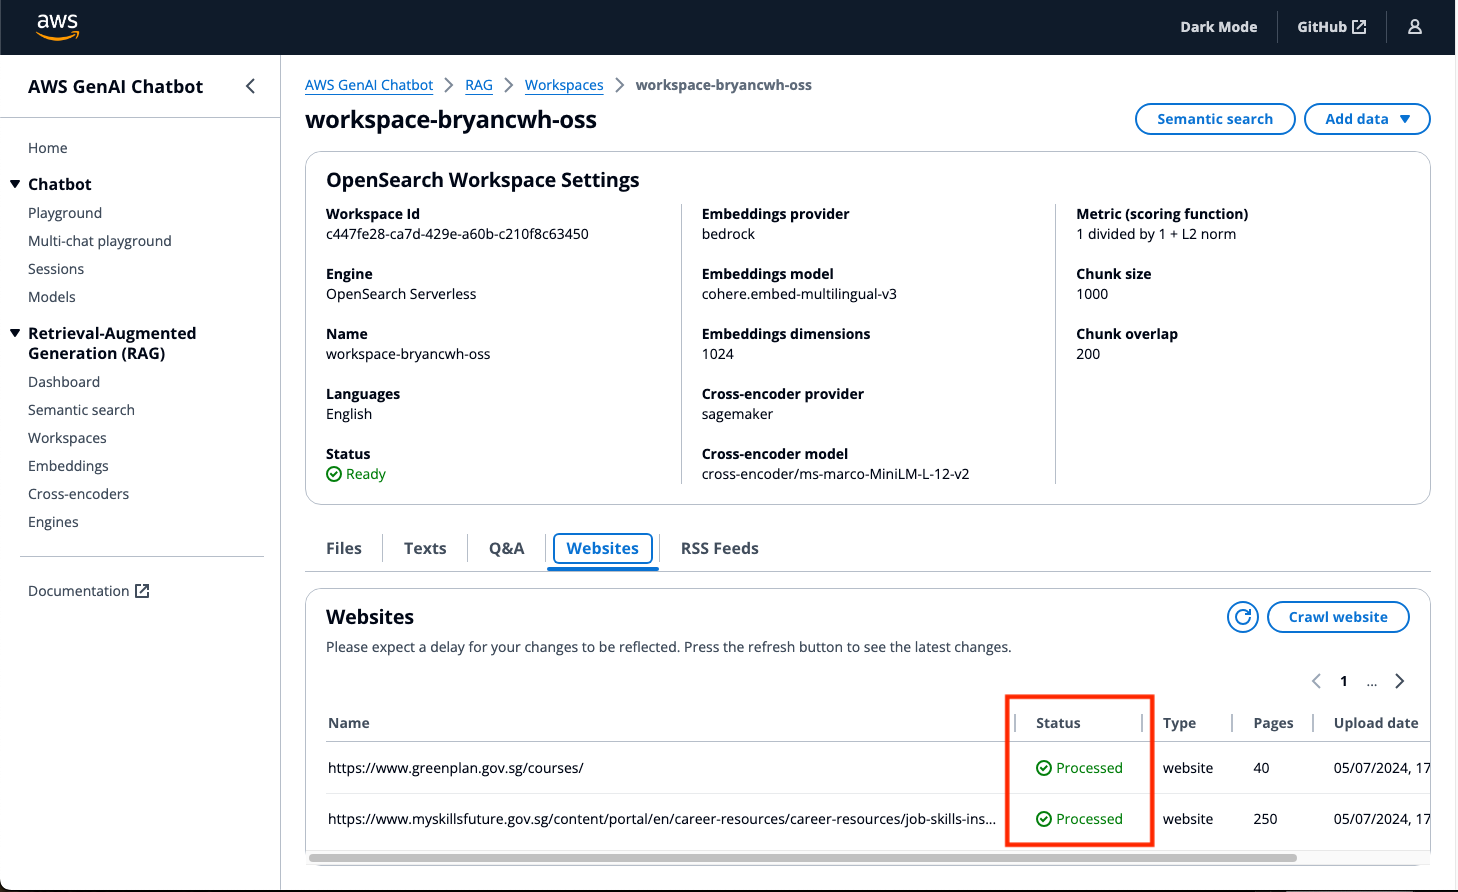 aws
Dark Mode
GitHub
AWS GenAI Chatbot
Home
Chatbot
Playground
Multi-chat playground
Sessions
Models
Retrieval-Augmented
Generation (RAG)
Dashboard
Semantic search
Workspaces
Embeddings
Cross-encoders
Engines
Documentation
AWS GenAI Chatbot > RAG > Workspaces > workspace-bryancwh-oss
workspace-bryancwh-oss
Semantic search
Add data
OpenSearch Workspace Settings
Workspace Id
c447fe28-ca7d-429e-a60b-c210f8c63450
Engine
OpenSearch Serverless
Name
workspace-bryancwh-oss
Languages
English
Status
Ready
Embeddings provider
bedrock
Embeddings model
cohere.embed-multilingual-v3
Embeddings dimensions
1024
Cross-encoder provider
sagemaker
Cross-encoder model
cross-encoder/ms-marco-MiniLM-L-12-v2
Metric (scoring function)
1 divided by 1 + L2 norm
Chunk size
1000
Chunk overlap
200
Files Texts Q&A Websites RSS Feeds
Websites
Crawl website
Please expect a delay for your changes to be reflected. Press the refresh button to see the latest changes.
1 ...
Name Status Type Pages Upload date
https://www.greenplan.gov.sg/courses/ Processed website 40 05/07/2024, 17
https://www.myskillsfuture.gov.sg/content/portal/en/career-resources/career-resources/job-skills-ins... Processed website 250 05/07/2024, 17